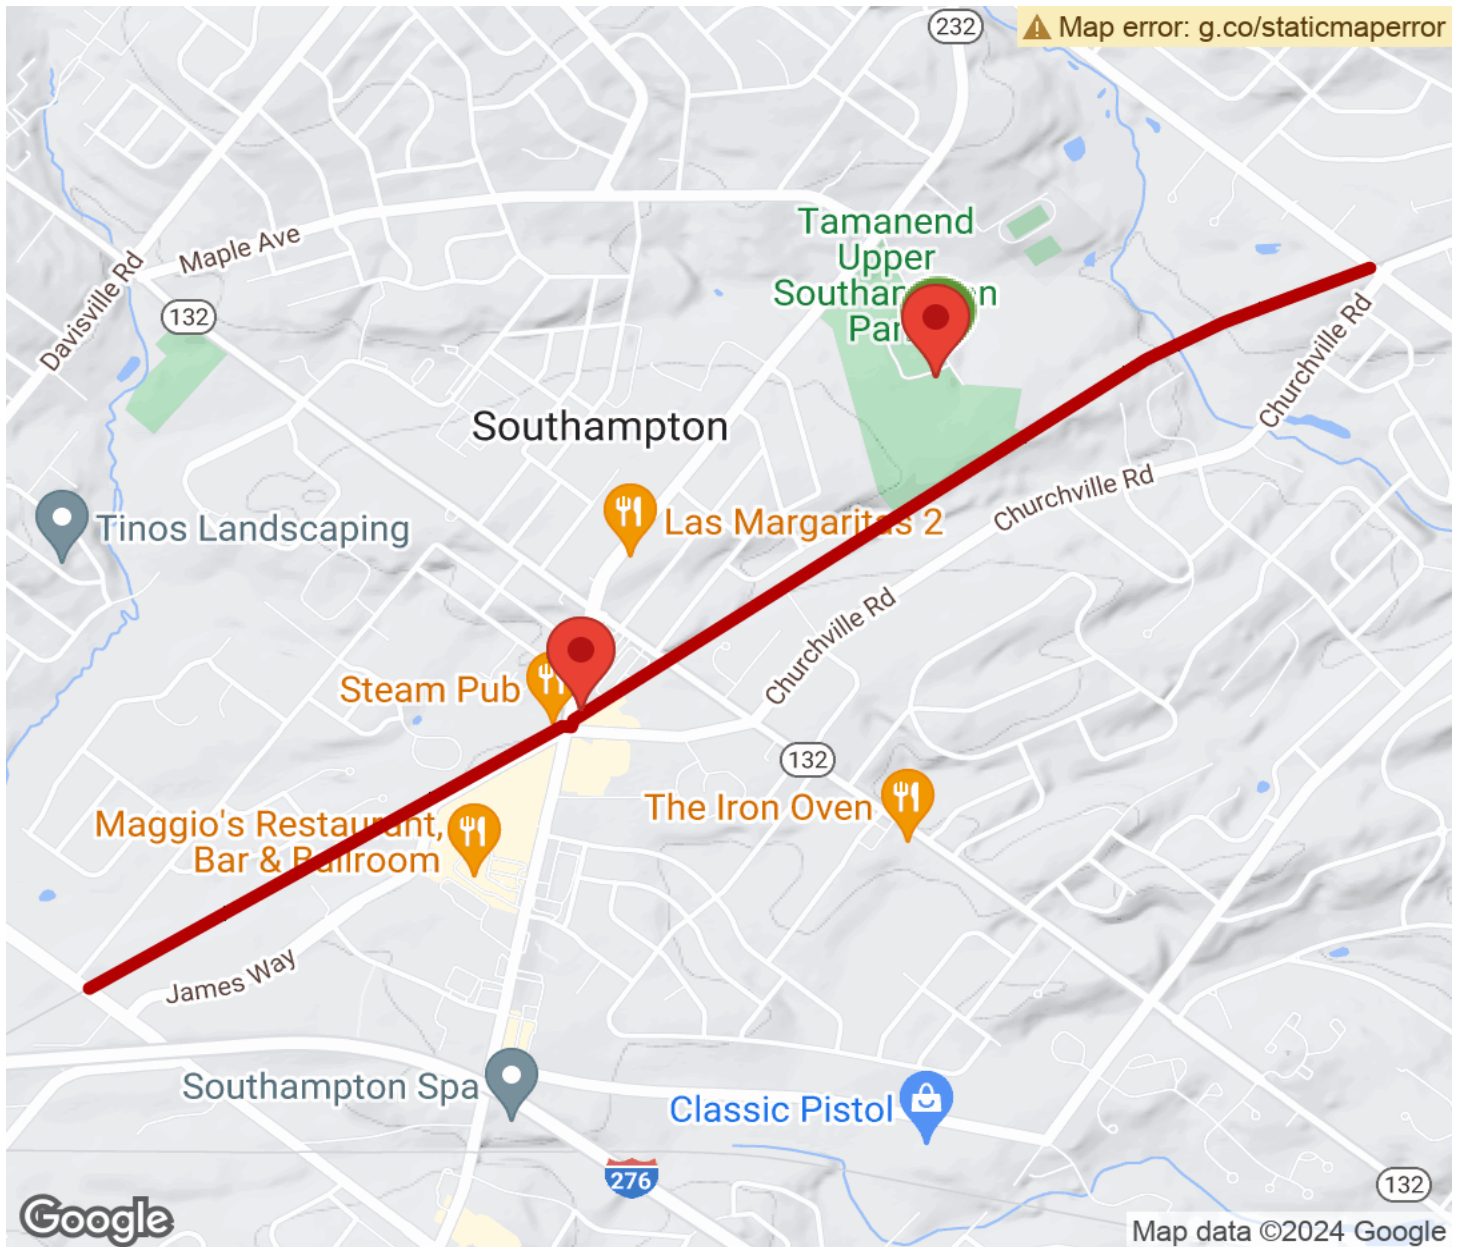 232
Map error: g.co/staticmaperror
Tamanend
Upper
Southampton
Park
Maple Ave
Davisville Rd
132
Churchville Rd
Southampton
Churchville Rd
Las Margaritas 2
Tinos Landscaping
Churchville Rd
Steam Pub
132
The Iron Oven
Maggio's Restaurant,
Bar & Ballroom
James Way
Southampton Spa
Classic Pistol
276
132
Google
Map data ©2024 Google